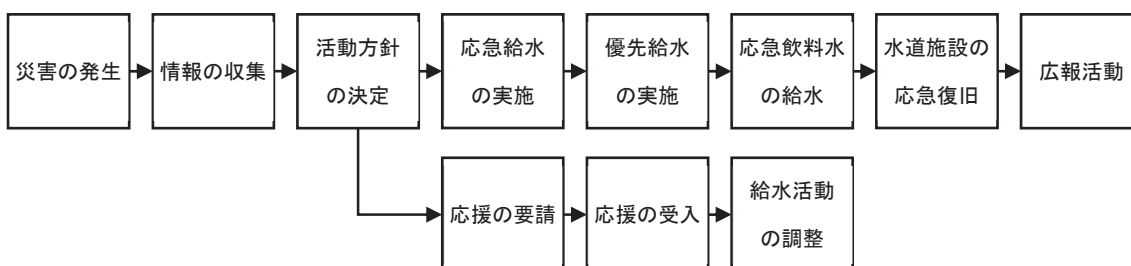 災害の発生
情報の収集
活動方針
の決定
応急給水
の実施
優先給水
の実施
応急飲料水
の給水
水道施設の
応急復旧
広報活動
応援の要請
応援の受入
給水活動
の調整